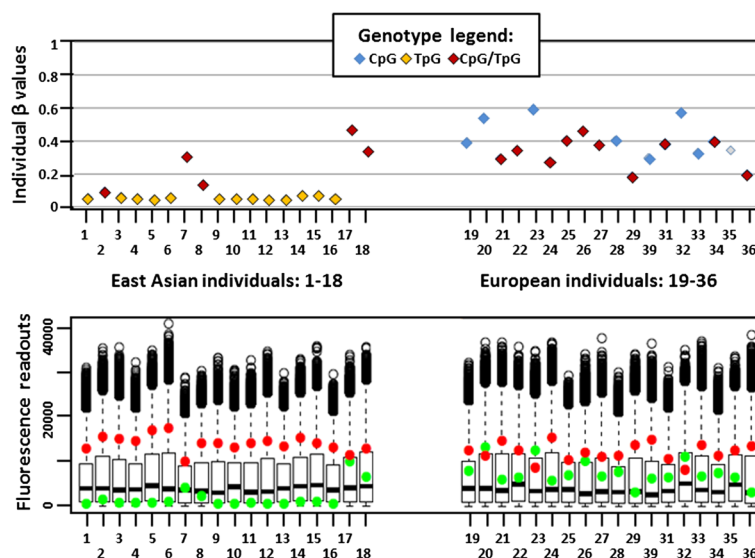 Genotype legend:
CpG TpG CpG/TpG
Individual β values
1
0.8
0.6
0.4
0.2
0
1 3 5 7 9 11 13 15 17 19 21 23 25 27 29 31 33 35
2 4 6 8 10 12 14 16 18 20 22 24 26 28 39 32 34 36
East Asian individuals: 1-18 European individuals: 19-36
Fluorescence readouts
40000
20000
0
1 3 5 7 9 11 13 15 17 19 21 23 25 27 29 31 33 35
2 4 6 8 10 12 14 16 18 20 22 24 26 28 39 32 34 36